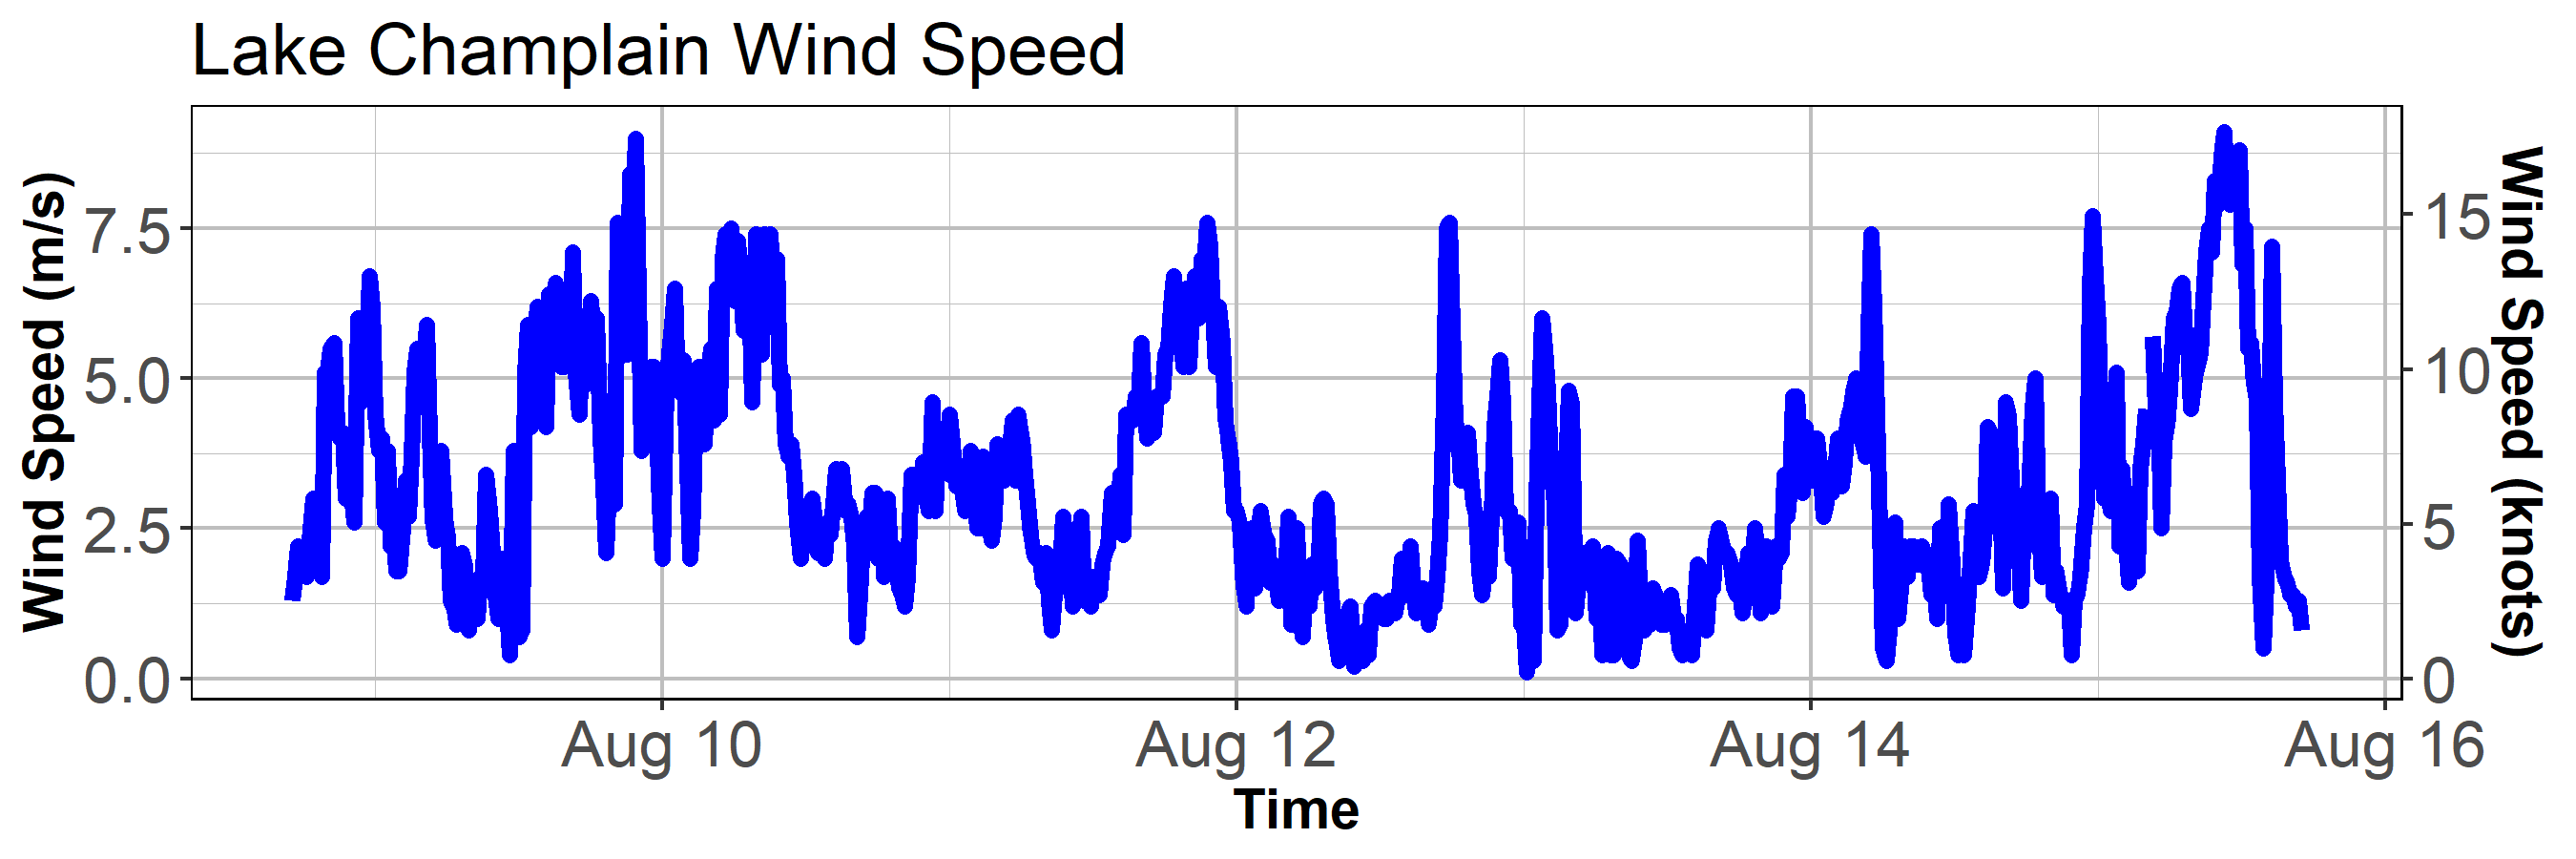 Lake Champlain Wind Speed
Wind Speed (m/s)
7.5
5.0
2.5
0.0
15
10
5
0
Wind Speed (knots)
Aug 10
Aug 12
Aug 14
Aug 16
Time